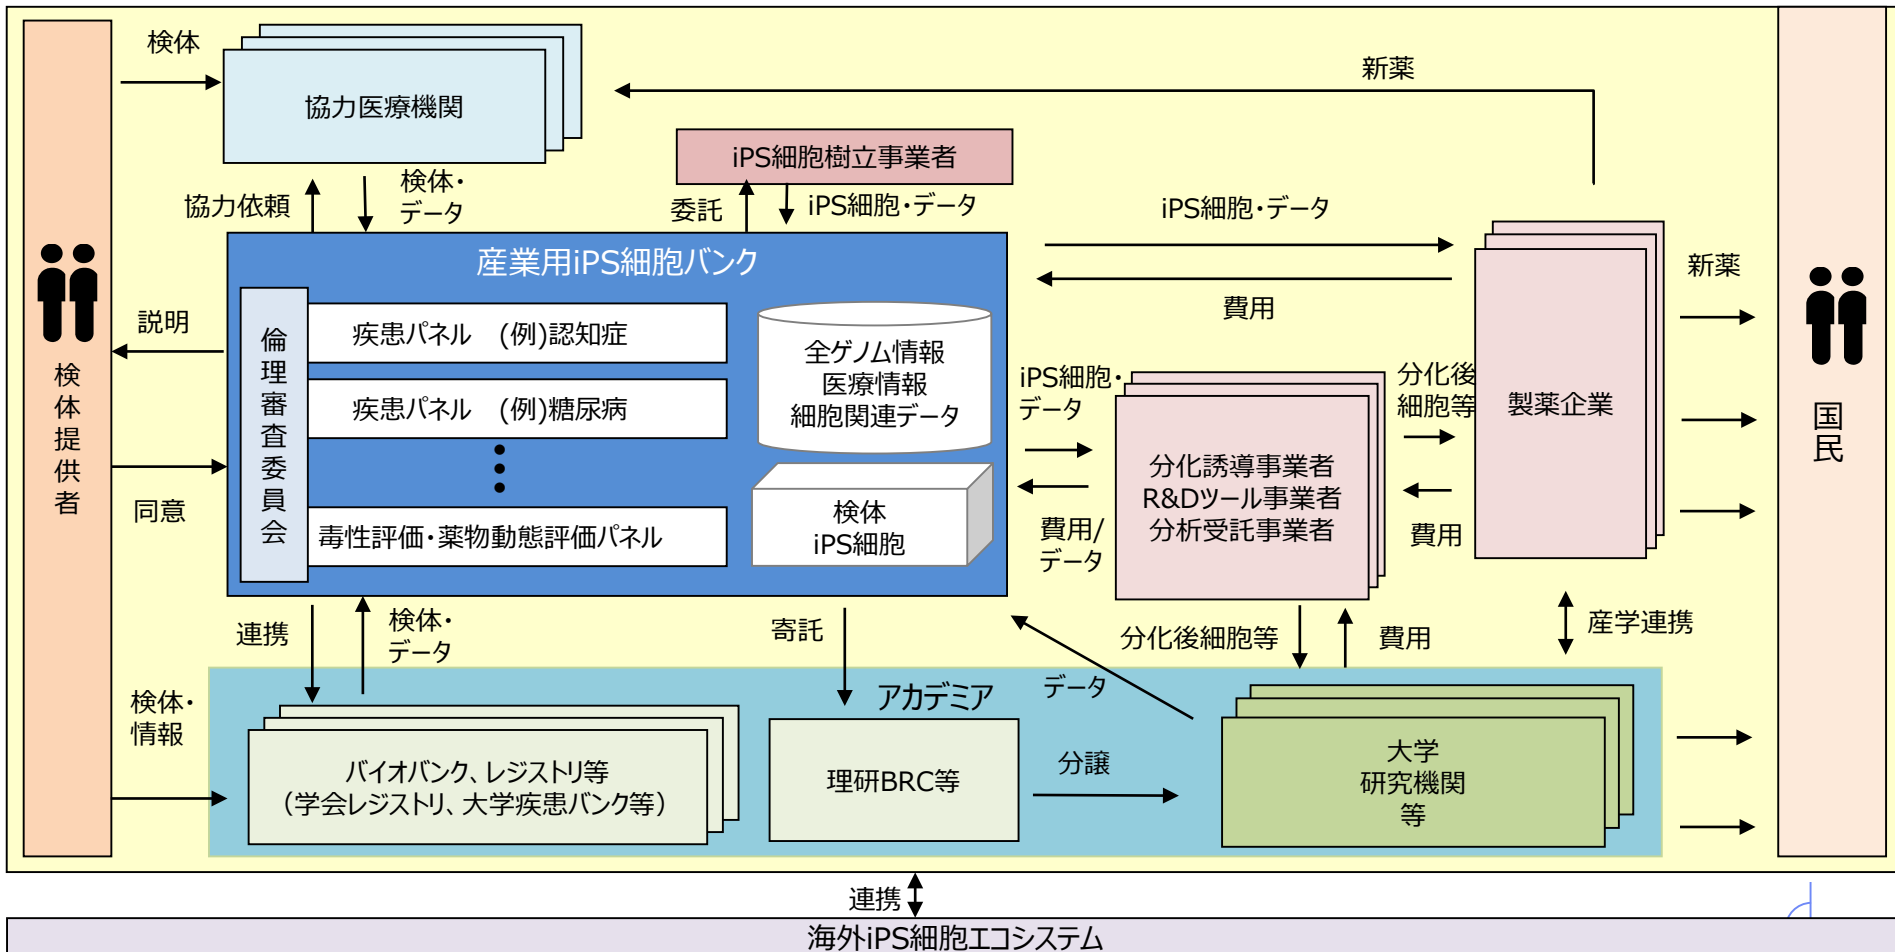 検体
協力医療機関
新薬
iPS細胞樹立事業者
協力依頼
検体・
データ
委託
iPS細胞・データ
iPS細胞・データ
費用
産業用iPS細胞バンク
倫理審査委員会
疾患パネル　(例)認知症
疾患パネル　(例)糖尿病
毒性評価・薬物動態評価パネル
全ゲノム情報
医療情報
細胞関連データ
検体
iPS細胞
検体提供者
説明
同意
検体・
情報
iPS細胞・
データ
費用/
データ
分化誘導事業者
R&Dツール事業者
分析受託事業者
分化後
細胞等
費用
製薬企業
新薬
国民
連携
検体・
データ
寄託
データ
分化後細胞等
費用
産学連携
アカデミア
バイオバンク、レジストリ等
（学会レジストリ、大学疾患バンク等）
理研BRC等
分譲
大学
研究機関
等
連携
海外iPS細胞エコシステム